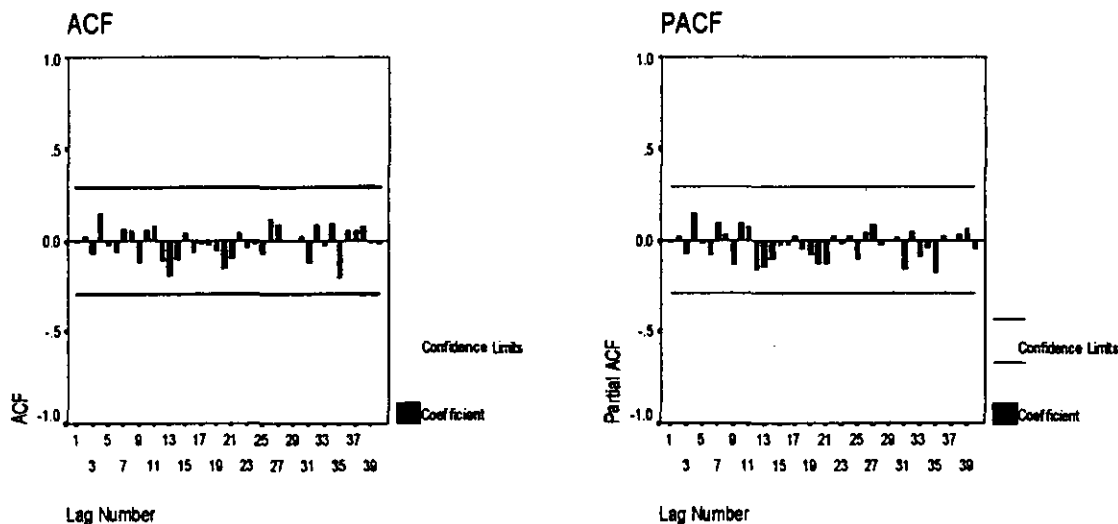 ACF
1.0
.5
0.0
-.5
-1.0
ACF
1 5 9 13 17 21 25 29 33 37
3 7 11 15 19 23 27 31 35 39
Lag Number
Confidence Limits
Coefficient
PACF
1.0
.5
0.0
-.5
-1.0
Partial ACF
1 5 9 13 17 21 25 29 33 37
3 7 11 15 19 23 27 31 35 39
Lag Number
Confidence Limits
Coefficient